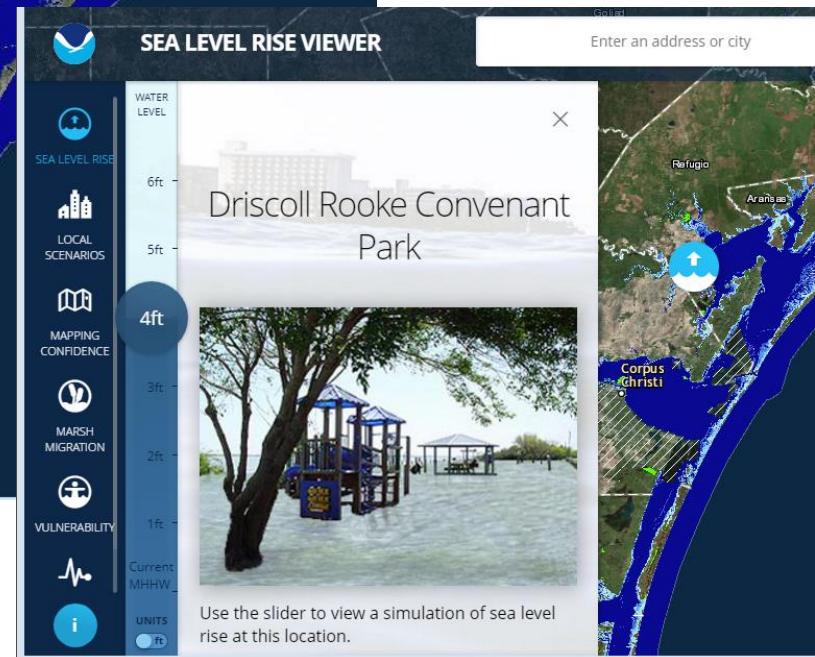 SEA LEVEL RISE VIEWER
Enter an address or city
Goliad
WATER
LEVEL
SEA LEVEL RISE
LOCAL
SCENARIOS
MAPPING
CONFIDENCE
MARSH
MIGRATION
VULNERABILITY
i
6ft
5ft
4ft
3ft
2ft
1ft
Current
MHHW
UNITS
ft
Driscoll Rooke Convenant
Park
Use the slider to view a simulation of sea level
rise at this location.
Refugio
Aransas
Corpus
Christi